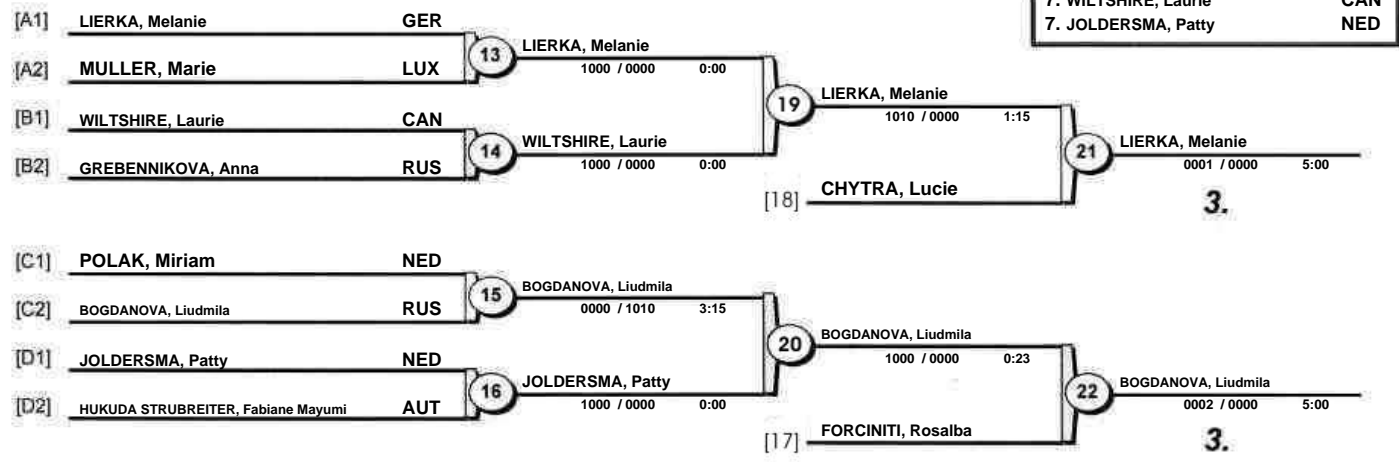 7. WILTSHIRE, Laurie CAN
7. JOLDERSMA, Patty NED
[A1] LIERKA, Melanie GER
13 LIERKA, Melanie
1000 / 0000 0:00
[A2] MULLER, Marie LUX
19 LIERKA, Melanie
1010 / 0000 1:15
[B1] WILTSHIRE, Laurie CAN
14 WILTSHIRE, Laurie
1000 / 0000 0:00
[B2] GREBENNIKOVA, Anna RUS
21 LIERKA, Melanie
0001 / 0000 5:00
[18] CHYTRA, Lucie
3.
[C1] POLAK, Miriam NED
15 BOGDANOVA, Liudmila
0000 / 1010 3:15
[C2] BOGDANOVA, Liudmila RUS
20 BOGDANOVA, Liudmila
1000 / 0000 0:23
[D1] JOLDERSMA, Patty NED
16 JOLDERSMA, Patty
1000 / 0000 0:00
[D2] HUKUDA STRUBREITER, Fabiane Mayumi AUT
22 BOGDANOVA, Liudmila
0002 / 0000 5:00
[17] FORCINITI, Rosalba
3.